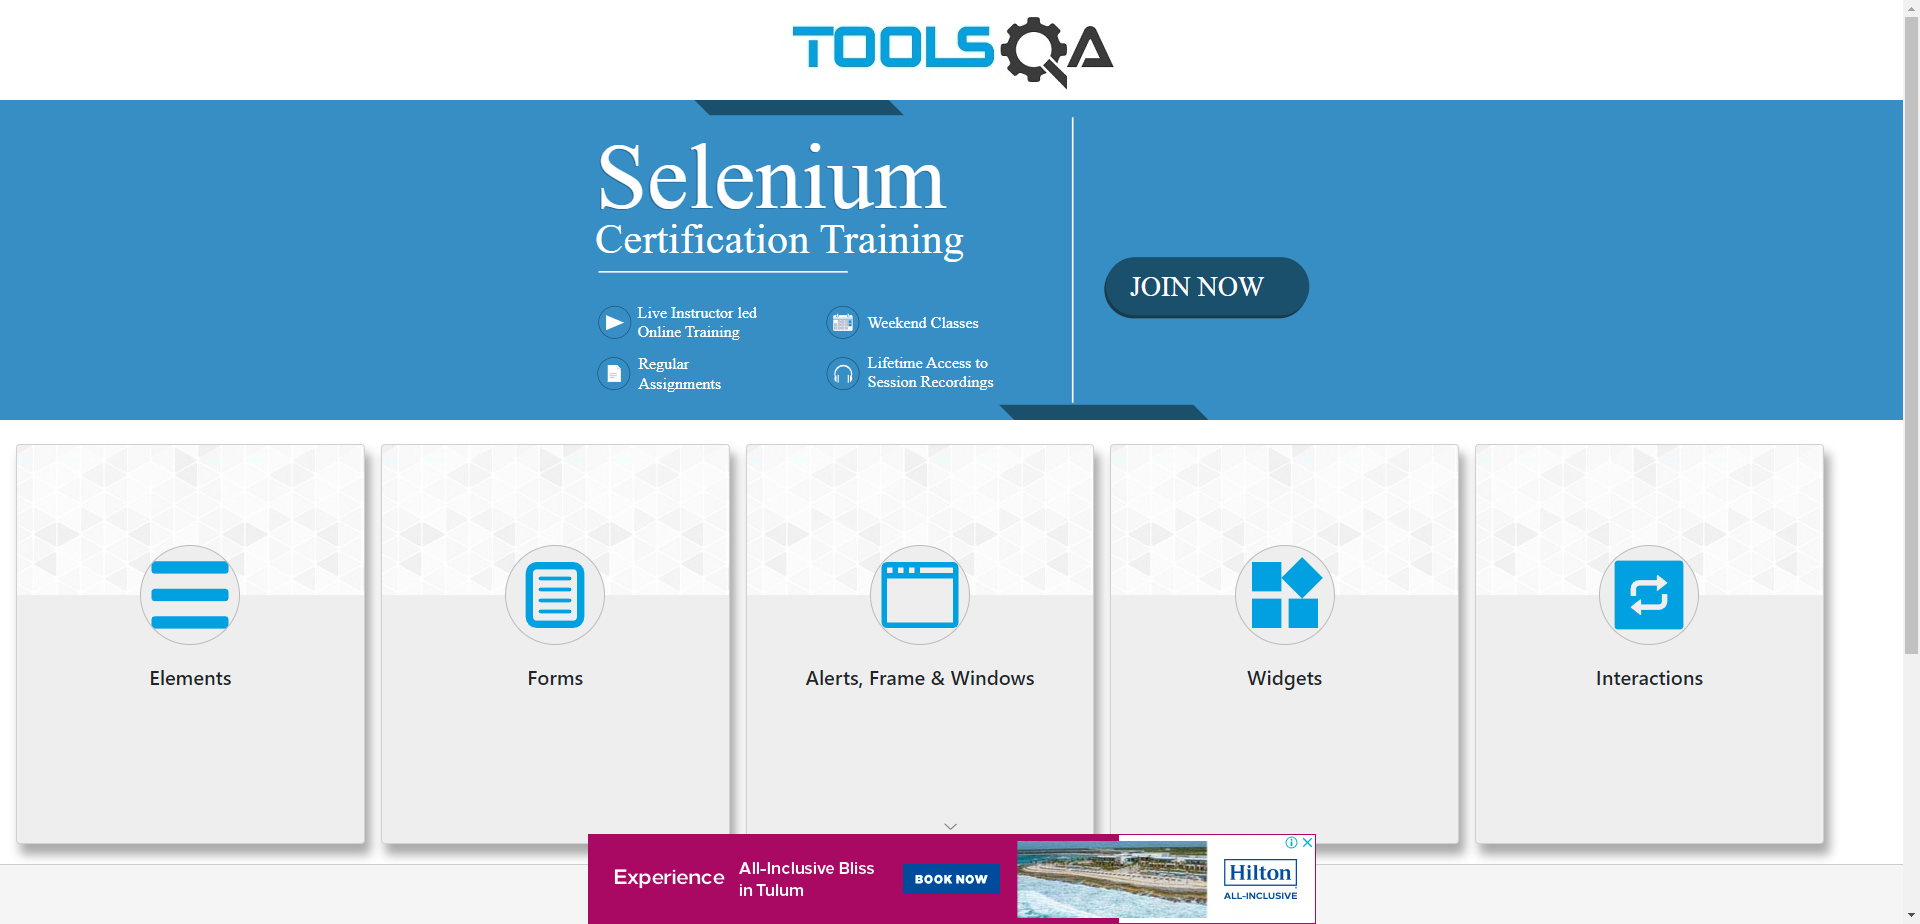 TOOLSQA
Selenium
Certification Training
JOIN NOW
Live Instructor led
Online Training
Weekend Classes
Regular
Assignments
Lifetime Access to
Session Recordings
Elements
Forms
Alerts, Frame & Windows
Widgets
Interactions
Experience
All-Inclusive Bliss
in Tulum
BOOK NOW
Hilton
ALL-INCLUSIVE